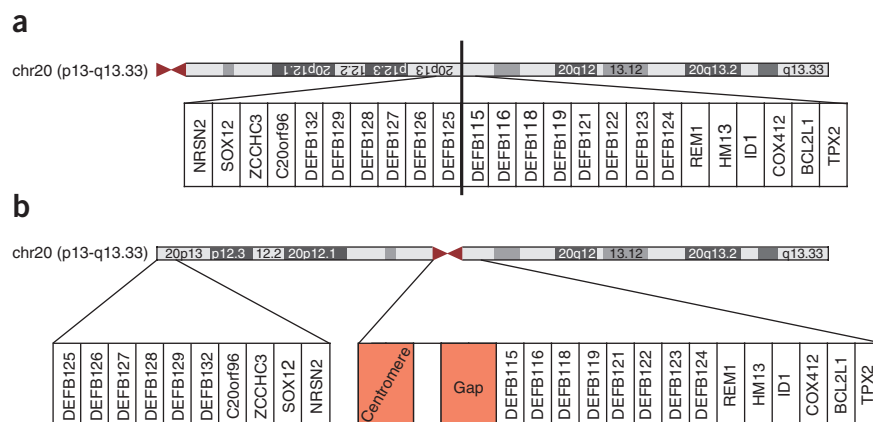 a
chr20 (p13-q13.33)
20p12.1
12.2
p12.3
20p13
20q12
13.12
20q13.2
q13.33
NRSN2
SOX12
ZCCHC3
C20orf96
DEFB132
DEFB129
DEFB128
DEFB127
DEFB126
DEFB125
DEFB115
DEFB116
DEFB118
DEFB119
DEFB121
DEFB122
DEFB123
DEFB124
REM1
HM13
ID1
COX412
BCL2L1
TPX2
b
chr20 (p13-q13.33)
20p13
p12.3
12.2
20p12.1
20q12
13.12
20q13.2
q13.33
DEFB125
DEFB126
DEFB127
DEFB128
DEFB129
DEFB132
C20orf96
ZCCHC3
SOX12
NRSN2
Centromere
Gap
DEFB115
DEFB116
DEFB118
DEFB119
DEFB121
DEFB122
DEFB123
DEFB124
REM1
HM13
ID1
COX412
BCL2L1
TPX2